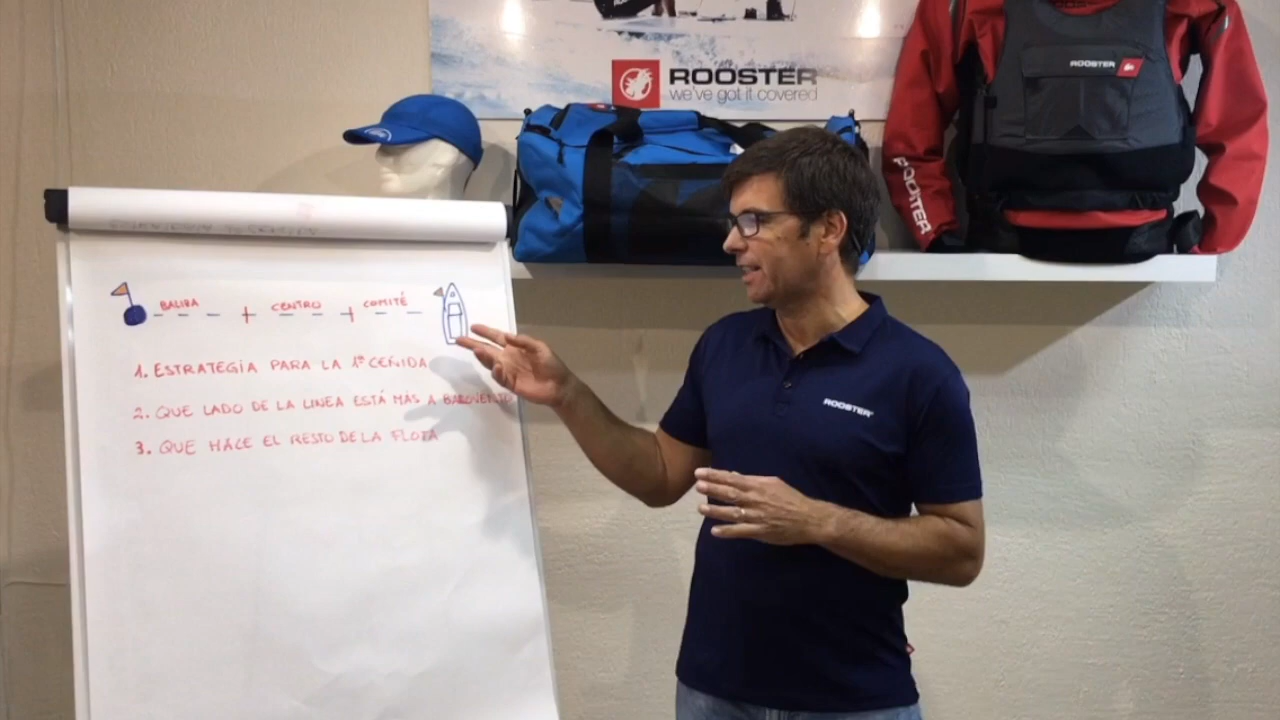 ROOSTER
we've got it covered
ROOSTER
ROOSTER
BALIZA CENTRO COMITÉ
1. ESTRATEGIA PARA LA 1ª CEÑIDA
2. QUE LADO DE LA LINEA ESTÁ MÁS A BARLOVENTO
3. QUE HACE EL RESTO DE LA FLOTA
ROOSTER